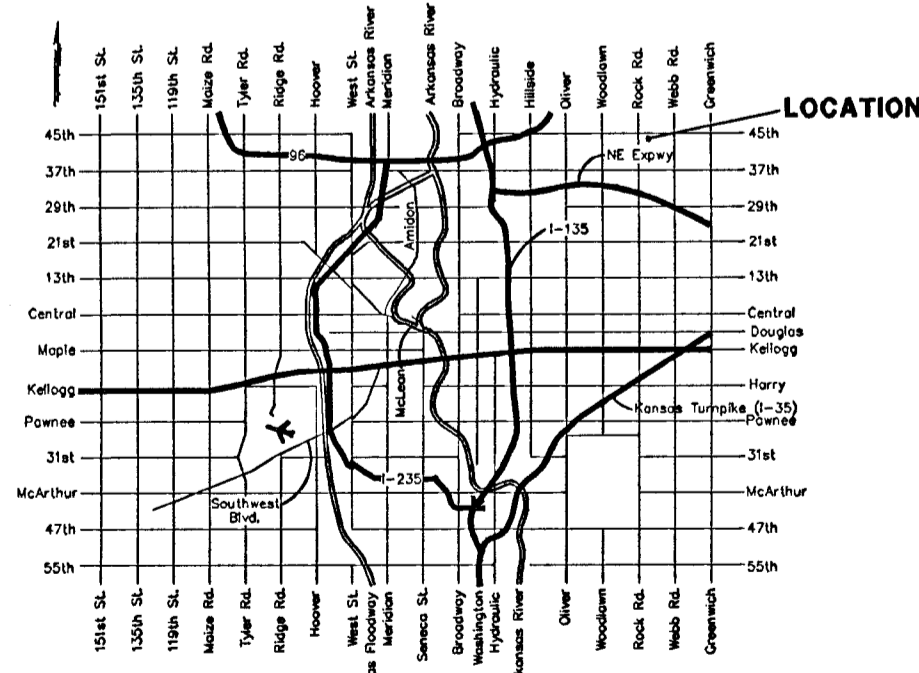 151st St.
135th St.
119th St.
Maize Rd.
Tyler Rd.
Ridge Rd.
Hoover
West St.
Arkansas River
Meridian
Arkansas River
Broadway
Hydraulic
Hillside
Oliver
Woodlawn
Rock Rd.
Webb Rd.
Greenwich
LOCATION
45th
37th
29th
21st
13th
Central
Maple
Kellogg
Pawnee
31st
McArthur
47th
55th
96
NE Expwy
I-135
Amidon
McLean
Kansas Turnpike (I-35)
I-235
Southwest
Blvd.
45th
37th
29th
21st
13th
Central
Douglas
Kellogg
Harry
Pawnee
31st
McArthur
47th
55th
151st St.
135th St.
119th St.
Maize Rd.
Tyler Rd.
Ridge Rd.
Hoover
West St.
as Floodway
Meridian
Seneca St.
Broadway
Washington
Hydraulic
kansas River
Oliver
Woodlawn
Rock Rd.
Webb Rd.
Greenwich